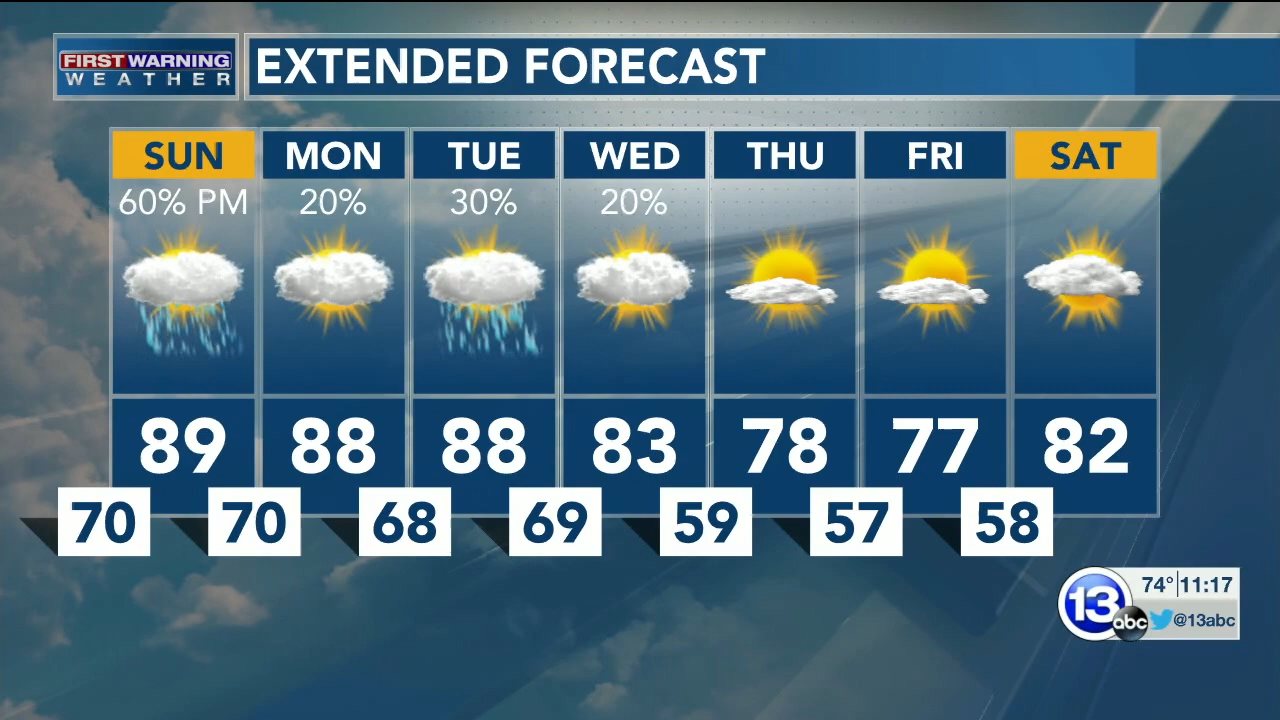 FIRST WARNING
WEATHER
EXTENDED FORECAST
SUN MON TUE WED THU FRI SAT
60% PM 20% 30% 20%
89 88 88 83 78 77 82
70 70 68 69 59 57 58
13 abc
74° 11:17
@13abc